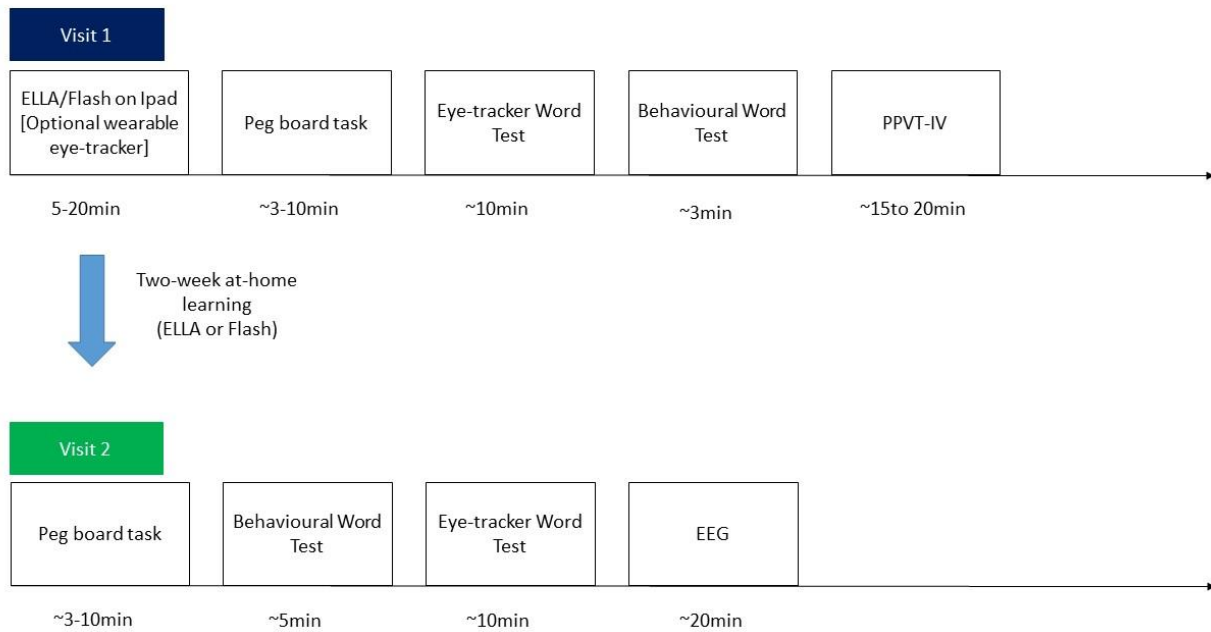 Visit 1
ELLA/Flash on Ipad
[Optional wearable
eye-tracker]
Peg board task
Eye-tracker Word
Test
Behavioural Word
Test
PPVT-IV
5-20min
~3-10min
~10min
~3min
~15to 20min
Two-week at-home
learning
(ELLA or Flash)
Visit 2
Peg board task
Behavioural Word
Test
Eye-tracker Word
Test
EEG
~3-10min
~5min
~10min
~20min